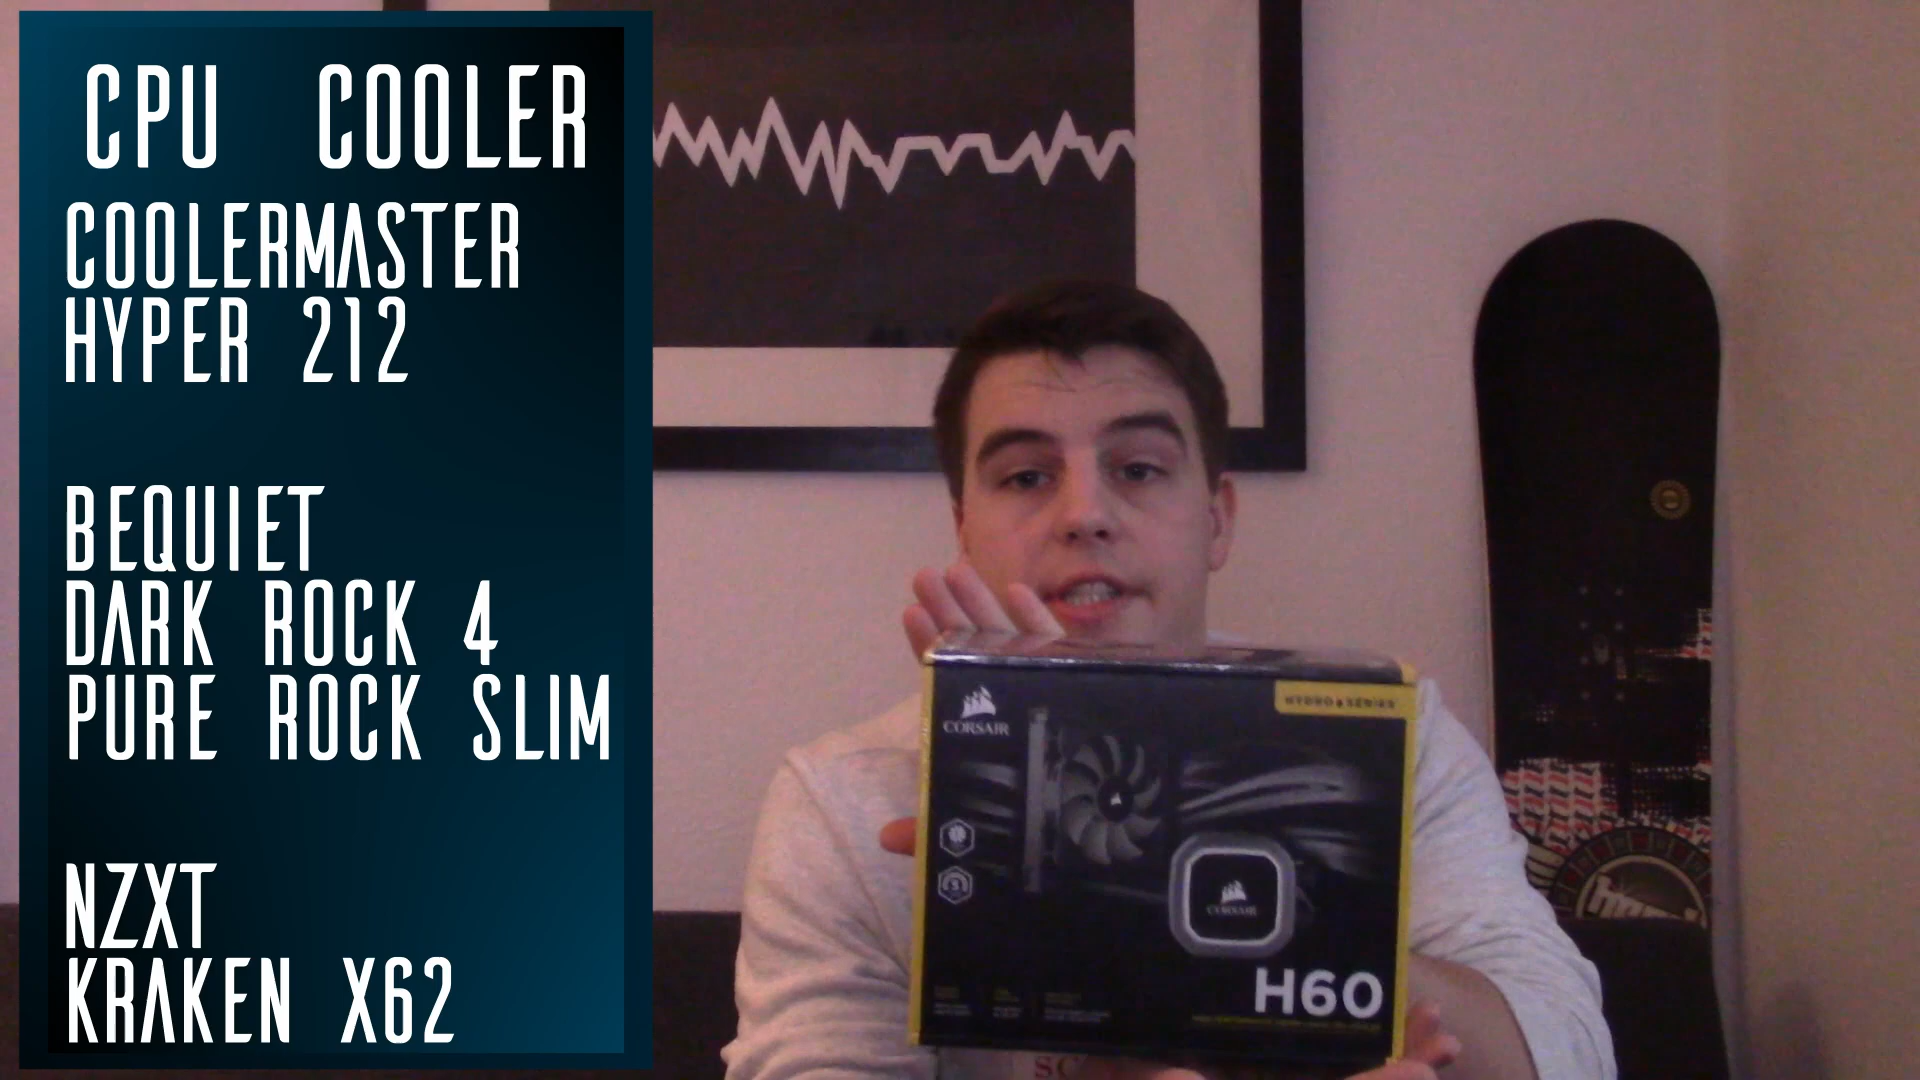 CPU COOLER
COOLERMASTER
HYPER 212
BEQUIET
DARK ROCK 4
PURE ROCK SLIM
NZXT
KRAKEN X62
HYDRO SERIES
CORSAIR
CORSAIR
H60